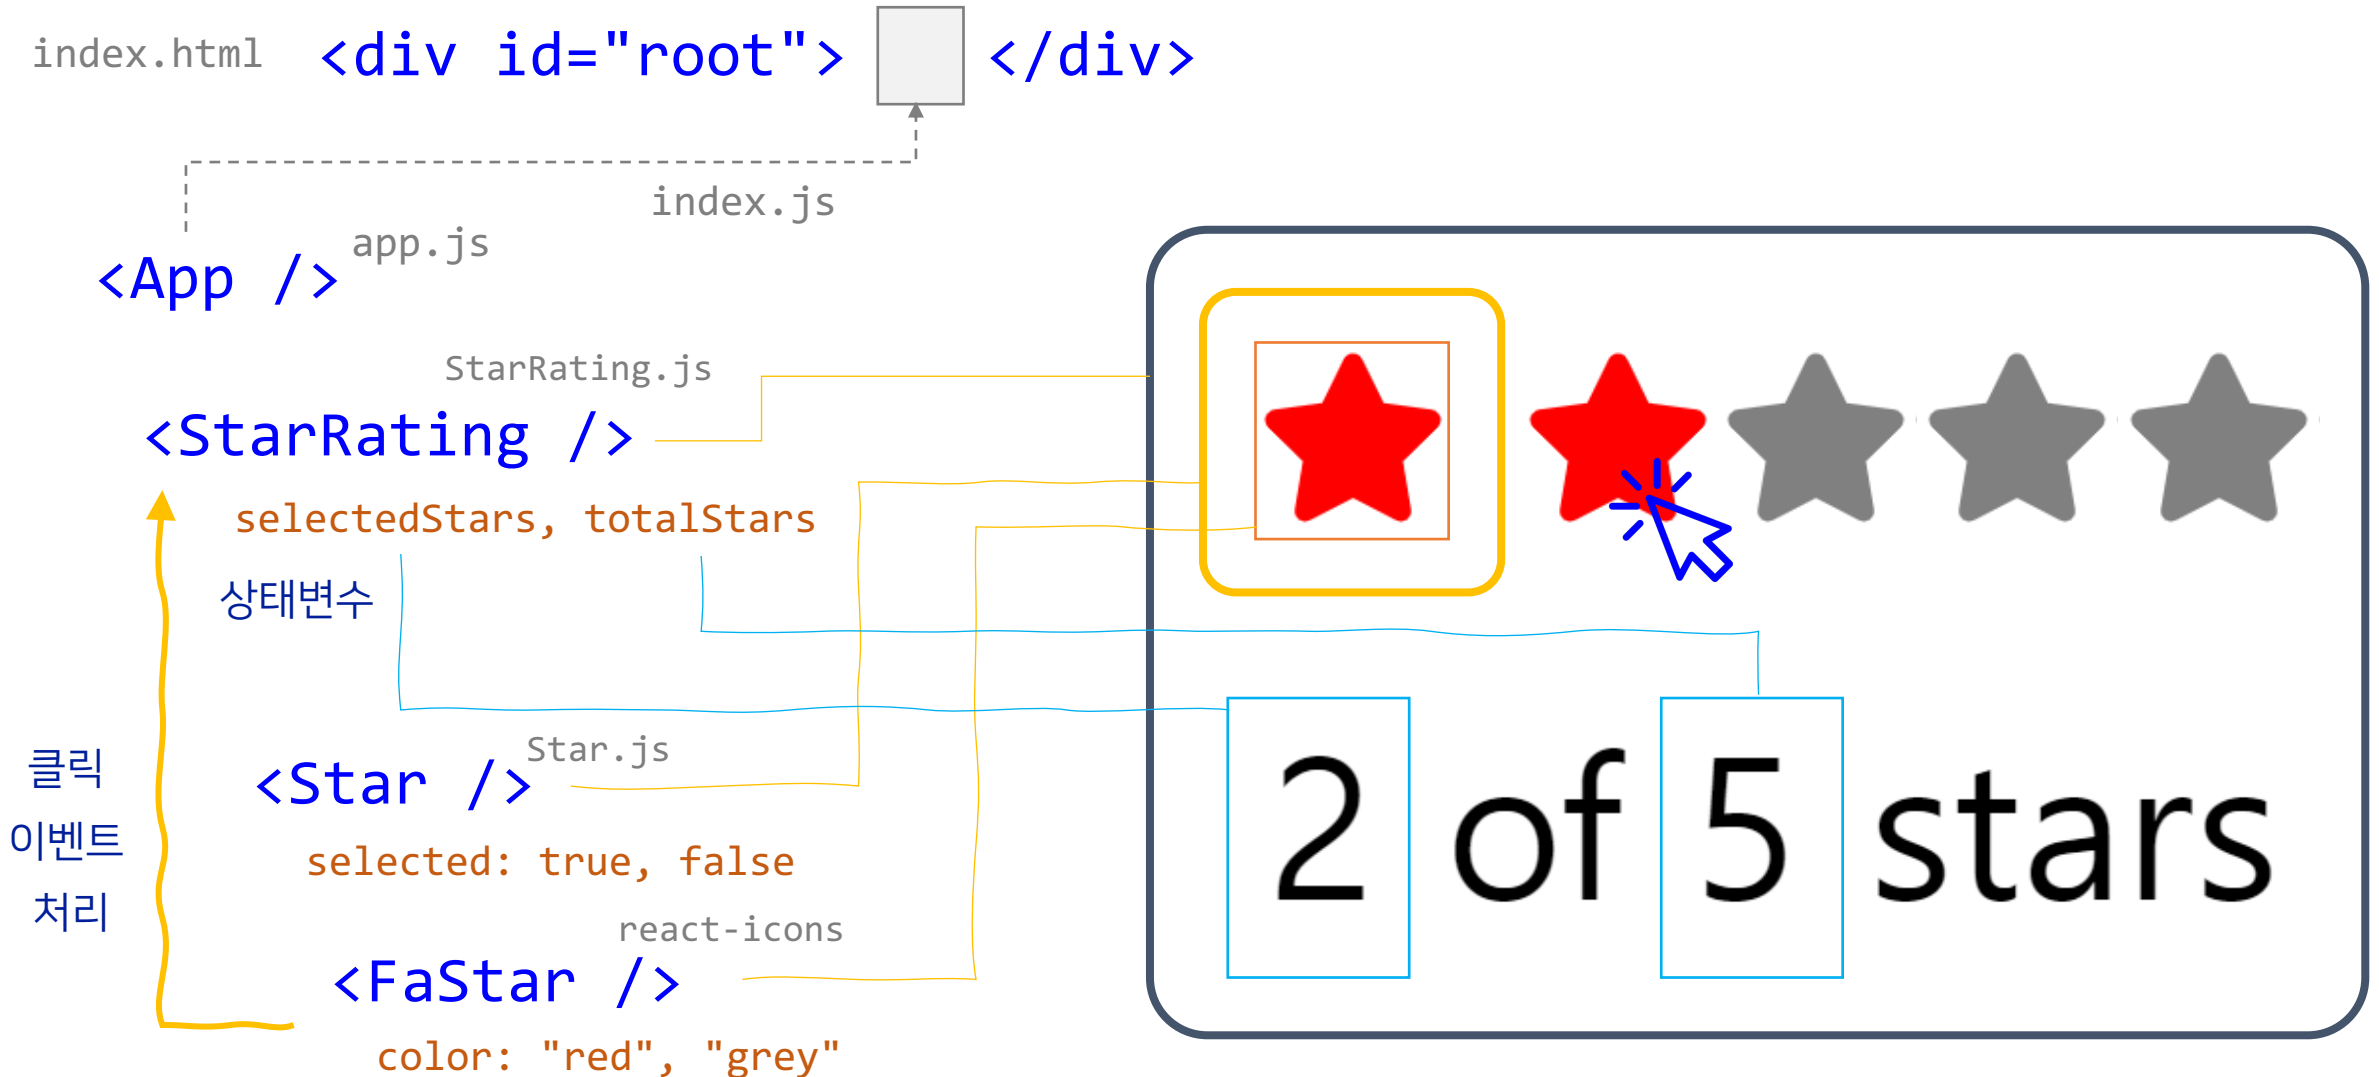 index.html <div id="root"> </div>
index.js
app.js
<App />
StarRating.js
<StarRating />
selectedStars, totalStars
상태변수
Star.js
<Star />
selected: true, false
react-icons
<FaStar />
color: "red", "grey"
클릭
이벤트
처리
2 of 5 stars